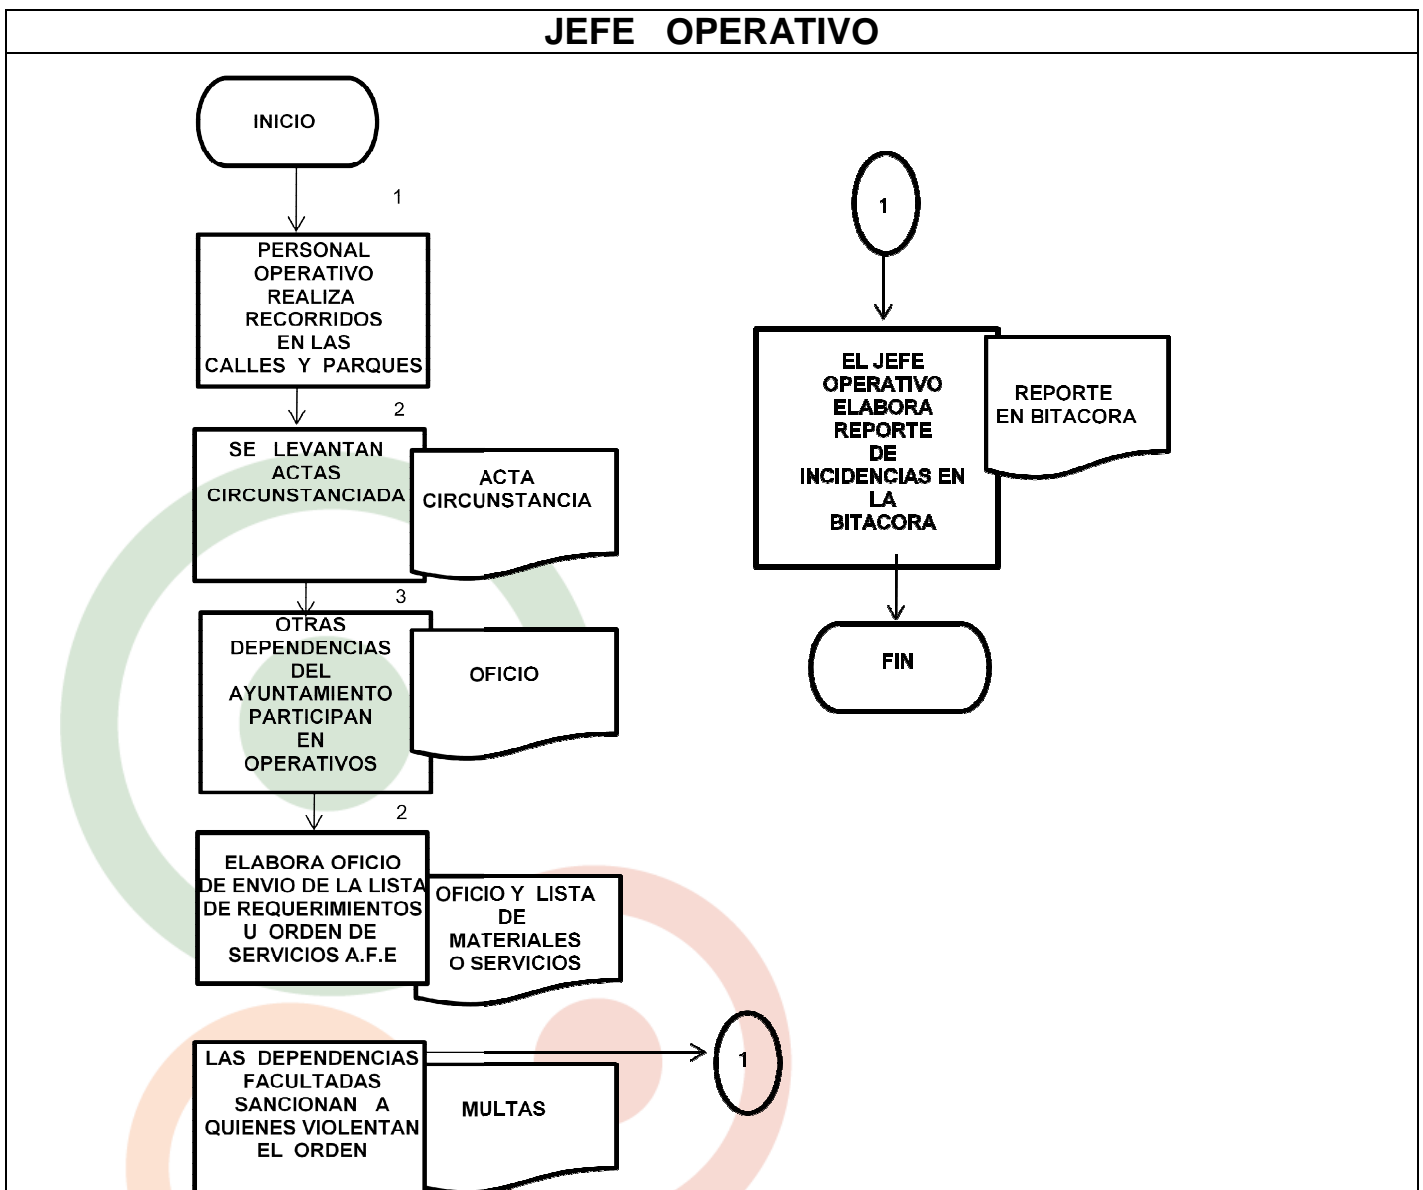 JEFE OPERATIVO
INICIO
1
PERSONAL
OPERATIVO
REALIZA
RECORRIDOS
EN LAS
CALLES Y PARQUES
2
SE LEVANTAN
ACTAS
CIRCUNSTANCIADA
ACTA
CIRCUNSTANCIA
3
OTRAS
DEPENDENCIAS
DEL
AYUNTAMIENTO
PARTICIPAN
EN
OPERATIVOS
OFICIO
2
ELABORA OFICIO
DE ENVIO DE LA LISTA
DE REQUERIMIENTOS
U ORDEN DE
SERVICIOS A.F.E
OFICIO Y LISTA
DE
MATERIALES
O SERVICIOS
LAS DEPENDENCIAS
FACULTADAS
SANCIONAN A
QUIENES VIOLENTAN
EL ORDEN
MULTAS
1
1
EL JEFE
OPERATIVO
ELABORA
REPORTE
DE
INCIDENCIAS EN
LA
BITACORA
REPORTE
EN BITACORA
FIN